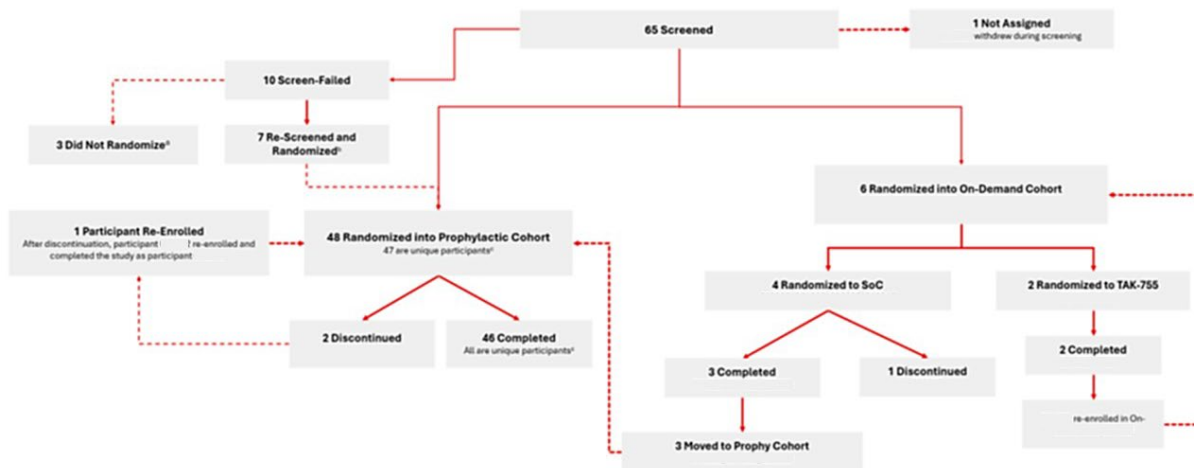 65 Screened
1 Not Assigned
withdrew during screening
10 Screen-Failed
3 Did Not Randomizeᵃ
7 Re-Screened and
Randomizedᵇ
6 Randomized into On-Demand Cohort
1 Participant Re-Enrolled
After discontinuation, participant re-enrolled and
completed the study as participant
48 Randomized into Prophylactic Cohort
47 are unique participants
4 Randomized to SoC
2 Randomized to TAK-755
2 Discontinued
46 Completed
All are unique participants
3 Completed
1 Discontinued
2 Completed
re-enrolled in On-
3 Moved to Prophy Cohort